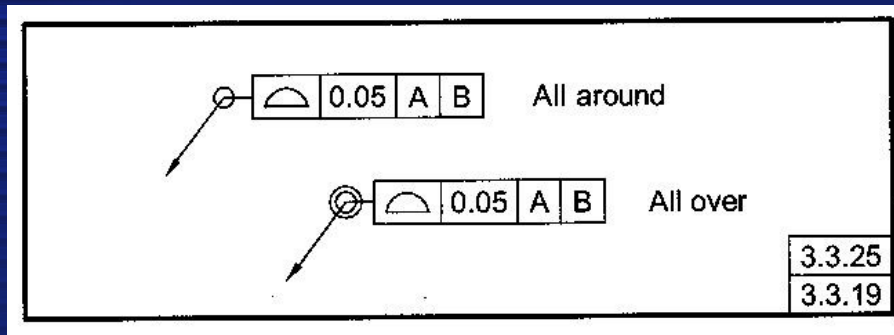 ⌓ 0.05 A B All around
⌓ 0.05 A B All over
3.3.25
3.3.19